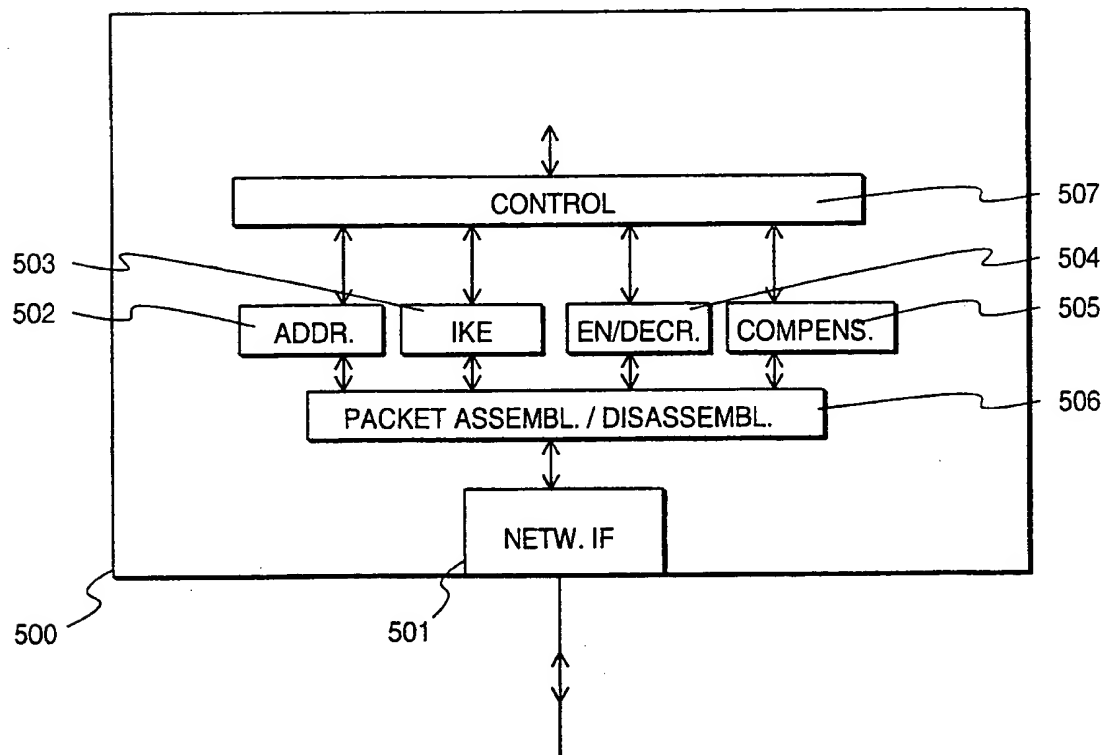 CONTROL
507
503
504
502
ADDR.
IKE
EN/DECR.
COMPENS.
505
PACKET ASSEMBL. / DISASSEMBL.
506
NETW. IF
500
501